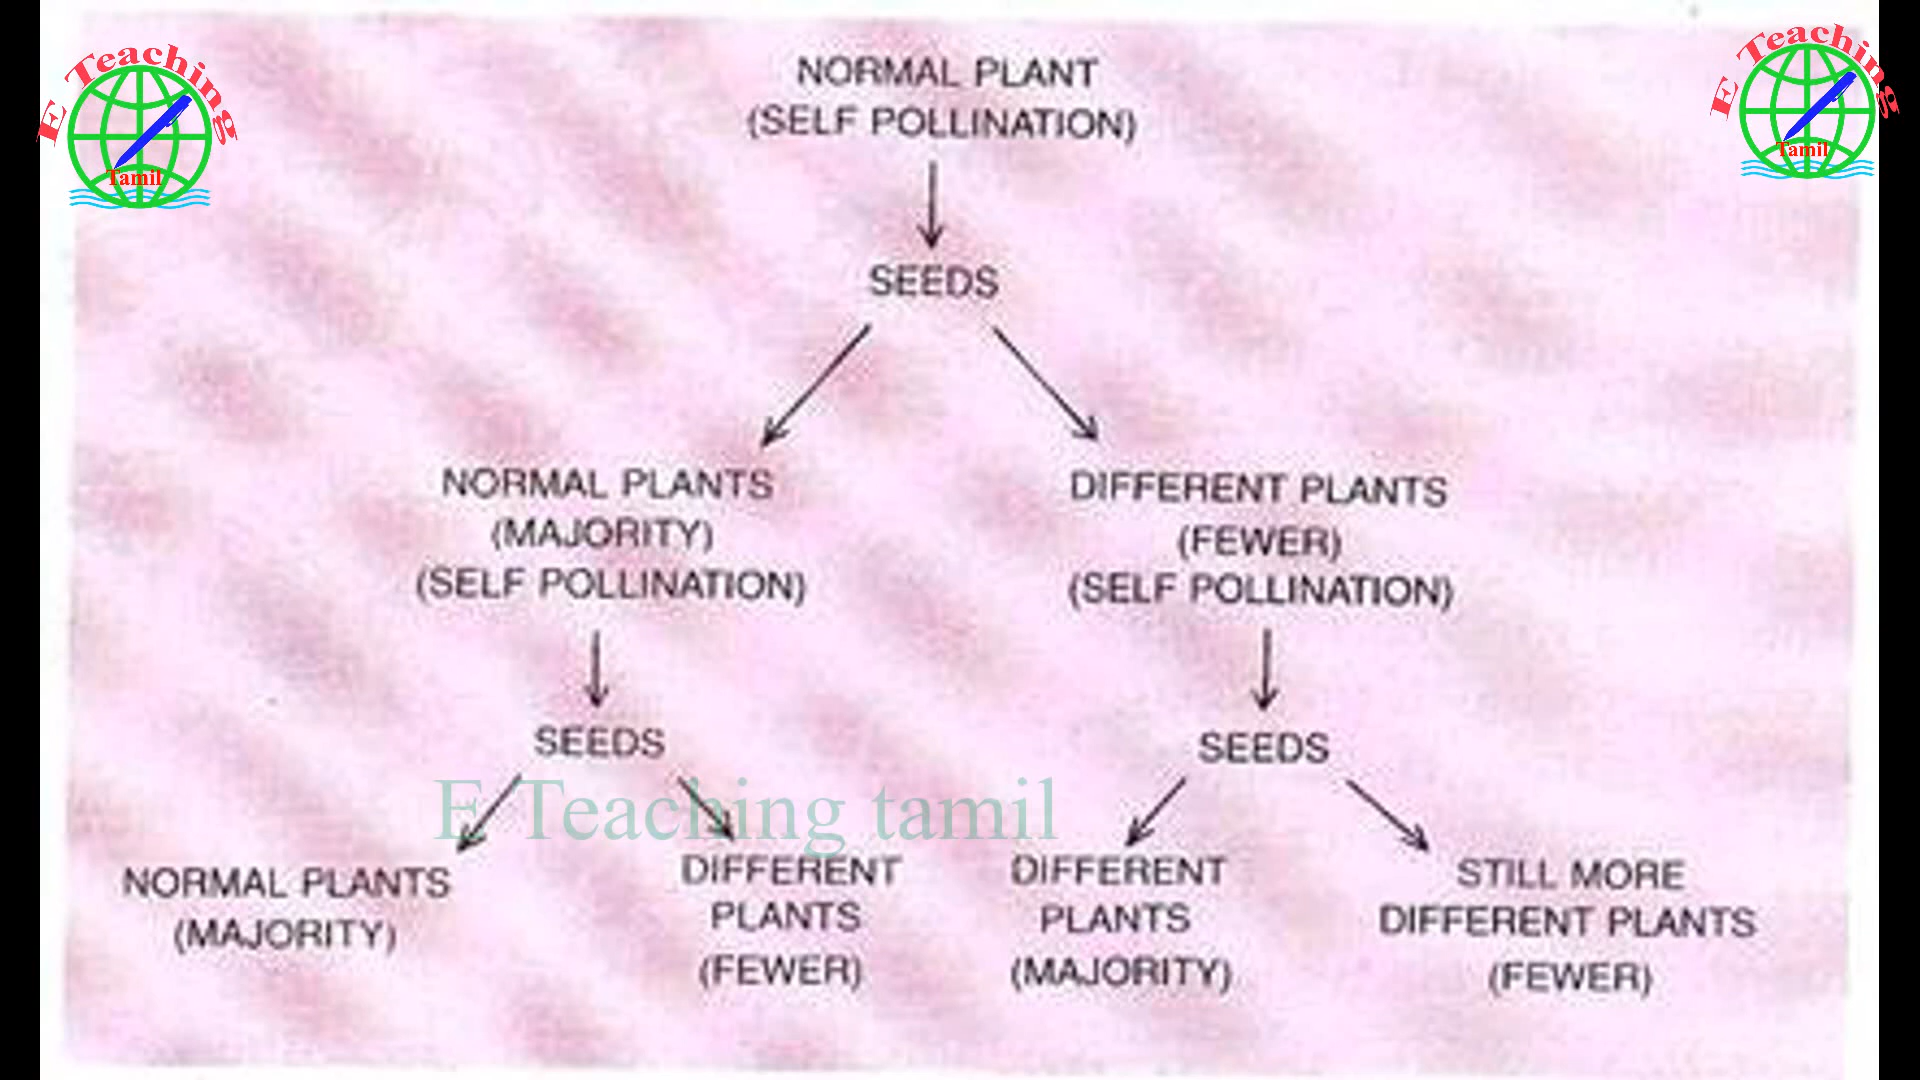 E Teaching
Tamil
E Teaching
Tamil
NORMAL PLANT
(SELF POLLINATION)
SEEDS
NORMAL PLANTS
(MAJORITY)
(SELF POLLINATION)
DIFFERENT PLANTS
(FEWER)
(SELF POLLINATION)
SEEDS
SEEDS
E Teaching tamil
NORMAL PLANTS
(MAJORITY)
DIFFERENT
PLANTS
(FEWER)
DIFFERENT
PLANTS
(MAJORITY)
STILL MORE
DIFFERENT PLANTS
(FEWER)